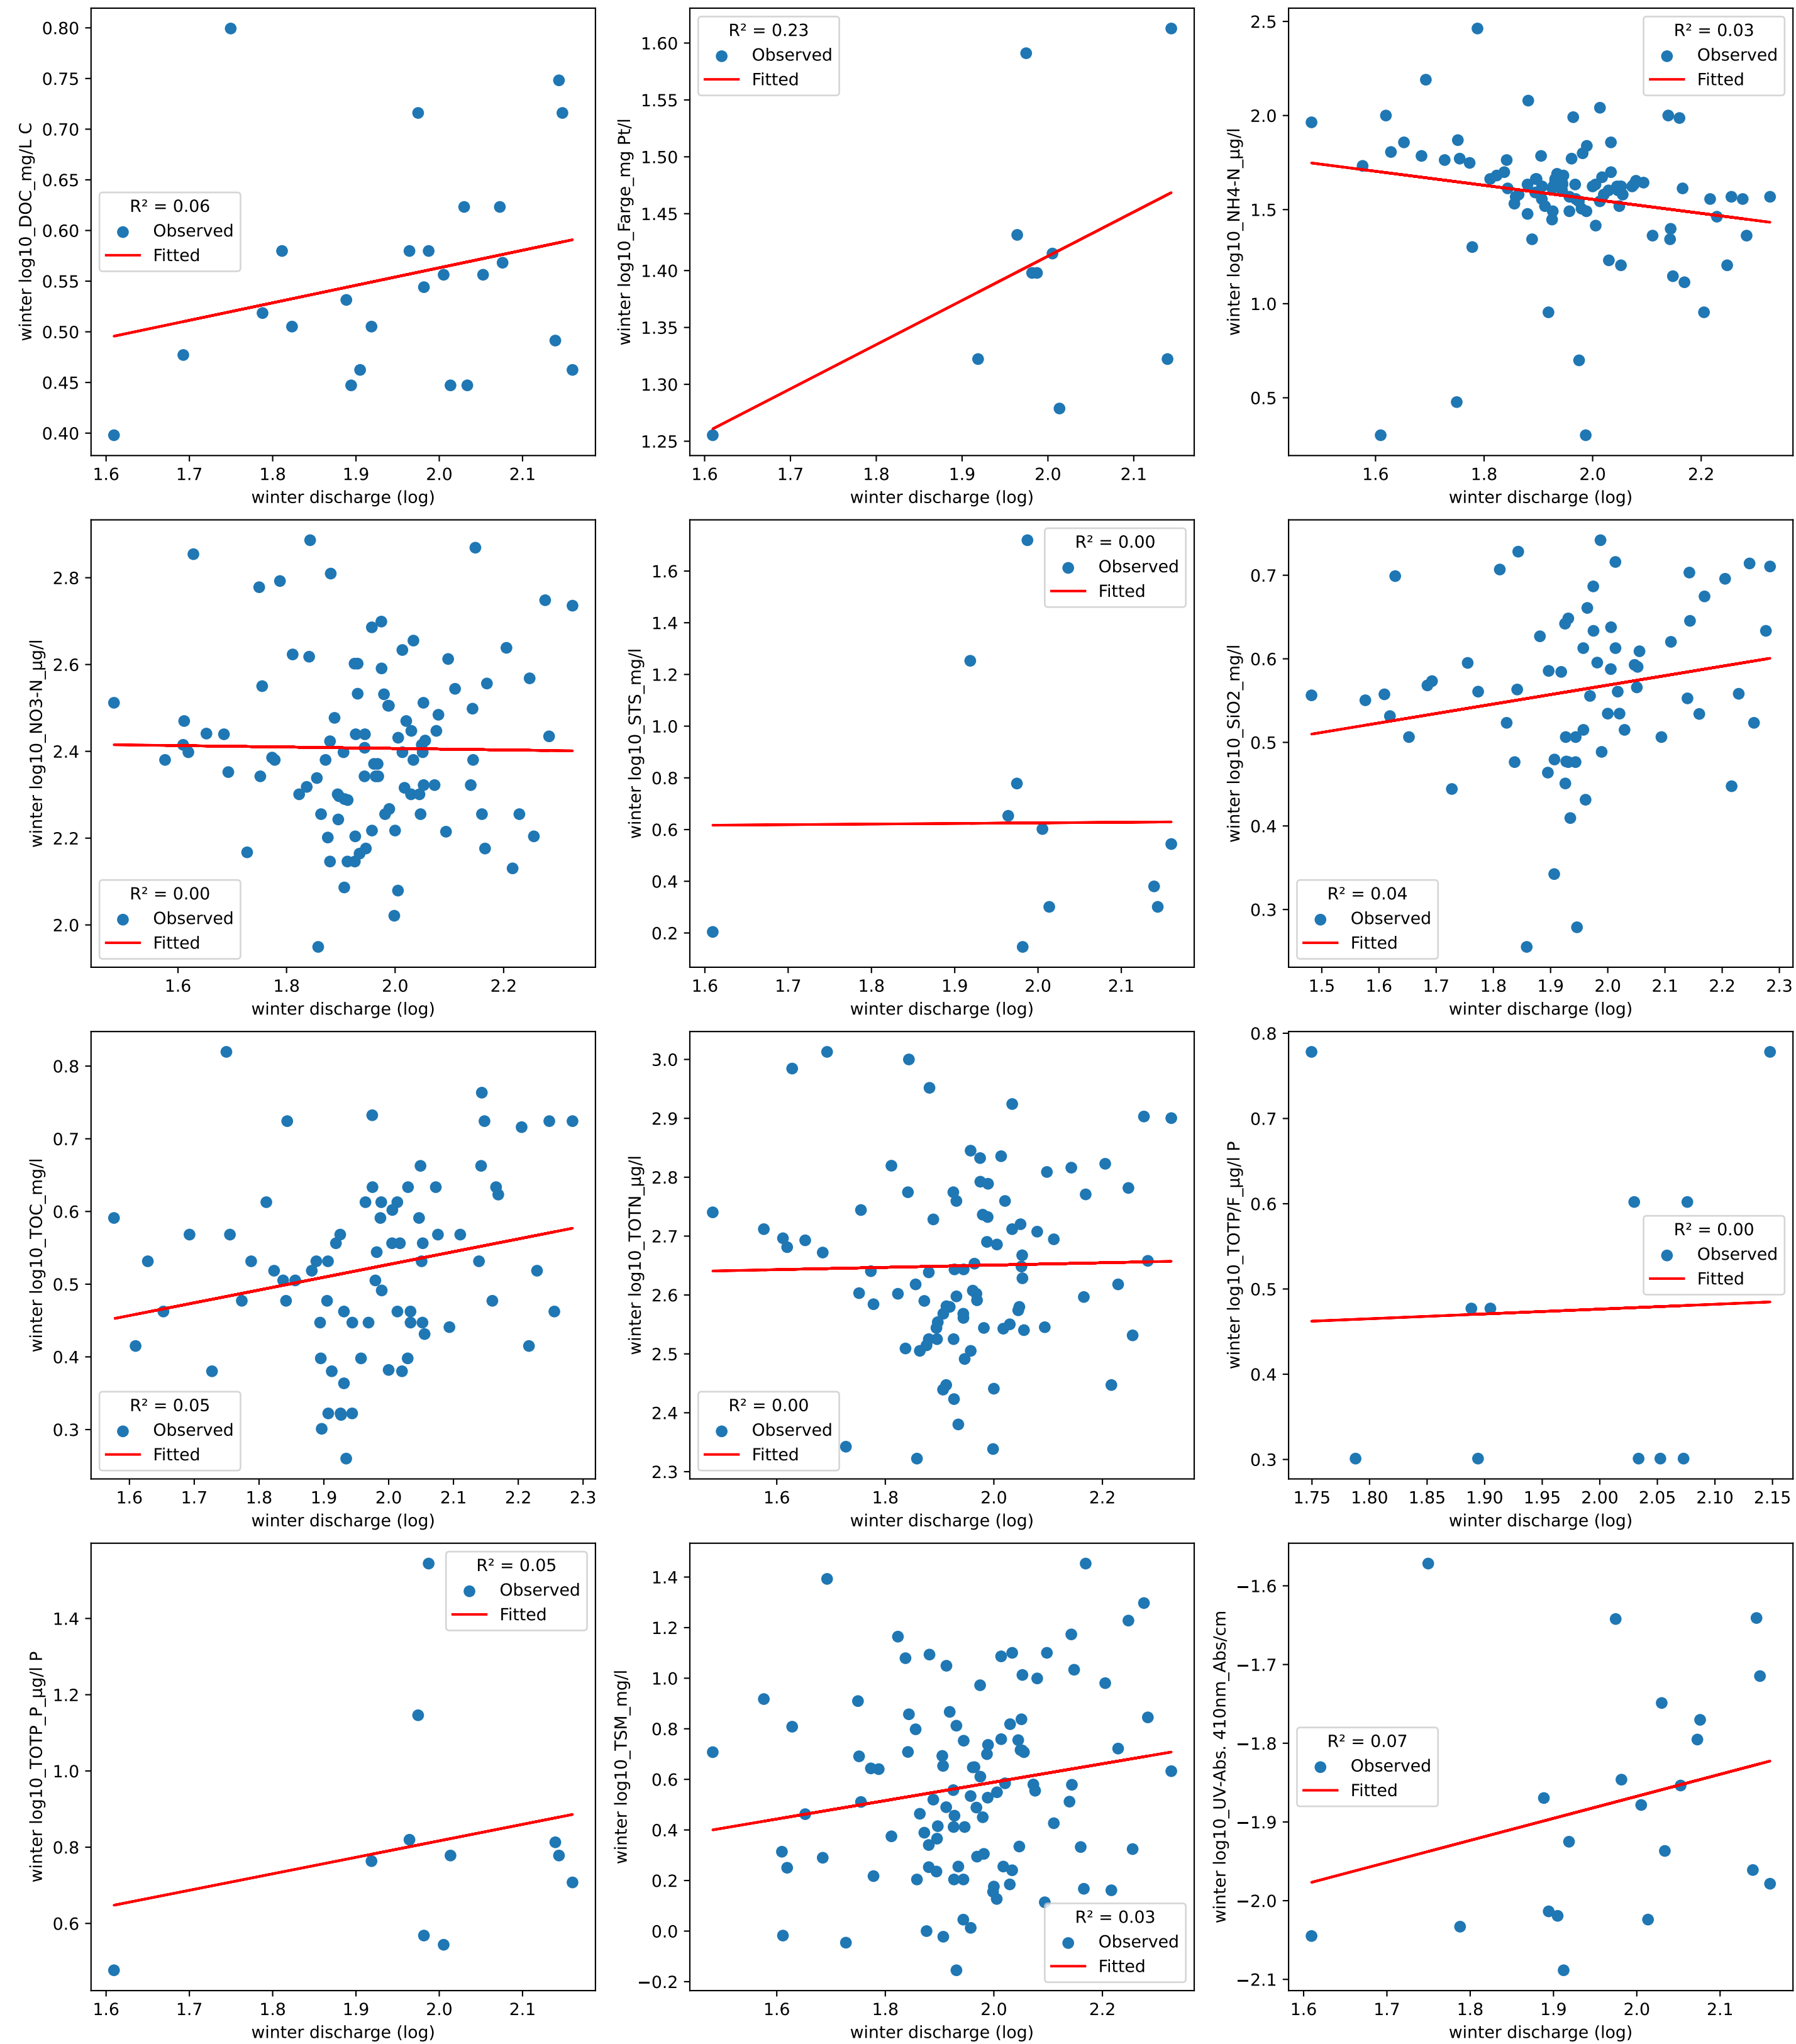 winter log10_DOC_mg/L C
0.80
0.75
0.70
0.65
0.60
0.55
0.50
0.45
0.40
R² = 0.06
Observed
Fitted
1.6 1.7 1.8 1.9 2.0 2.1
winter discharge (log)
winter log10_Farge_mg Pt/l
1.60
1.55
1.50
1.45
1.40
1.35
1.30
1.25
R² = 0.23
Observed
Fitted
1.6 1.7 1.8 1.9 2.0 2.1
winter discharge (log)
winter log10_NH4-N_µg/l
2.5
2.0
1.5
1.0
0.5
R² = 0.03
Observed
Fitted
1.6 1.8 2.0 2.2
winter discharge (log)
winter log10_NO3-N_µg/l
2.8
2.6
2.4
2.2
2.0
R² = 0.00
Observed
Fitted
1.6 1.8 2.0 2.2
winter discharge (log)
winter log10_STS_mg/l
1.6
1.4
1.2
1.0
0.8
0.6
0.4
0.2
R² = 0.00
Observed
Fitted
1.6 1.7 1.8 1.9 2.0 2.1
winter discharge (log)
winter log10_SiO2_mg/l
0.7
0.6
0.5
0.4
0.3
R² = 0.04
Observed
Fitted
1.5 1.6 1.7 1.8 1.9 2.0 2.1 2.2 2.3
winter discharge (log)
winter log10_TOC_mg/l
0.8
0.7
0.6
0.5
0.4
0.3
R² = 0.05
Observed
Fitted
1.6 1.7 1.8 1.9 2.0 2.1 2.2 2.3
winter discharge (log)
winter log10_TOTN_µg/l
3.0
2.9
2.8
2.7
2.6
2.5
2.4
2.3
R² = 0.00
Observed
Fitted
1.6 1.8 2.0 2.2
winter discharge (log)
winter log10_TOTP/F_µg/l P
0.8
0.7
0.6
0.5
0.4
0.3
R² = 0.00
Observed
Fitted
1.75 1.80 1.85 1.90 1.95 2.00 2.05 2.10 2.15
winter discharge (log)
winter log10_TOTP_P_µg/l P
1.4
1.2
1.0
0.8
0.6
R² = 0.05
Observed
Fitted
1.6 1.7 1.8 1.9 2.0 2.1
winter discharge (log)
winter log10_TSM_mg/l
1.4
1.2
1.0
0.8
0.6
0.4
0.2
0.0
−0.2
R² = 0.03
Observed
Fitted
1.6 1.8 2.0 2.2
winter discharge (log)
winter log10_UV-Abs. 410nm_Abs/cm
−1.6
−1.7
−1.8
−1.9
−2.0
−2.1
R² = 0.07
Observed
Fitted
1.6 1.7 1.8 1.9 2.0 2.1
winter discharge (log)